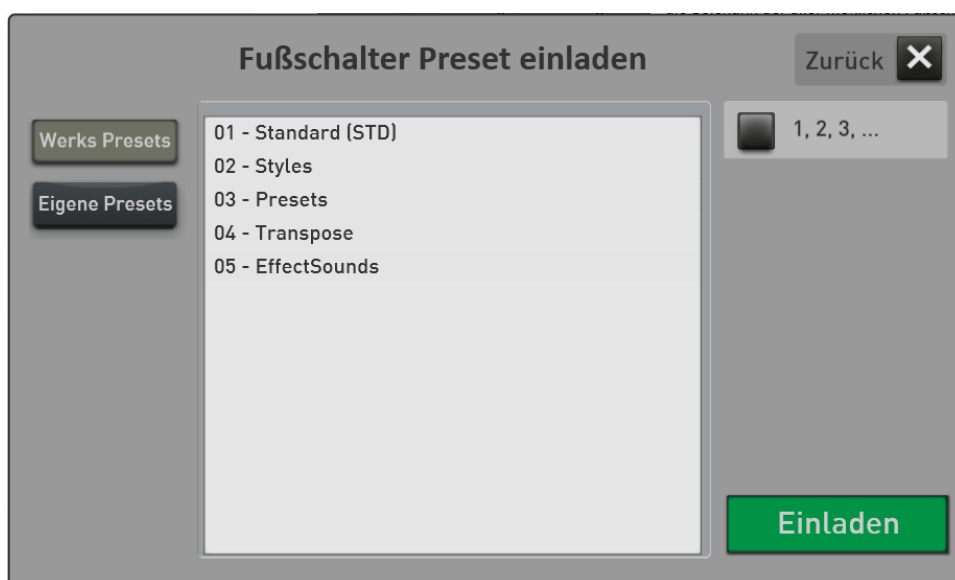 Fußschalter Preset einladen
Zurück
Werks Presets
Eigene Presets
01 - Standard (STD)
02 - Styles
03 - Presets
04 - Transpose
05 - EffectSounds
1, 2, 3, ...
Einladen